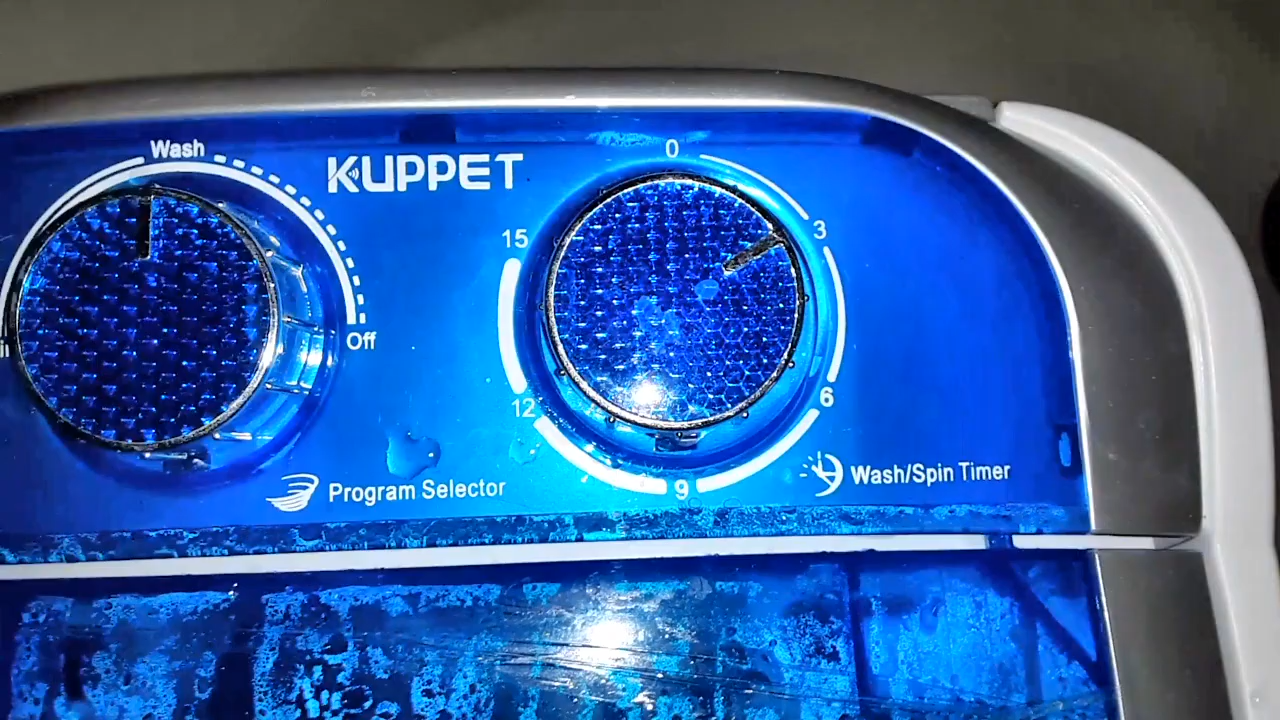 Wash
KUPPET
0
3
15
Off
6
12
9
Program Selector
Wash/Spin Timer